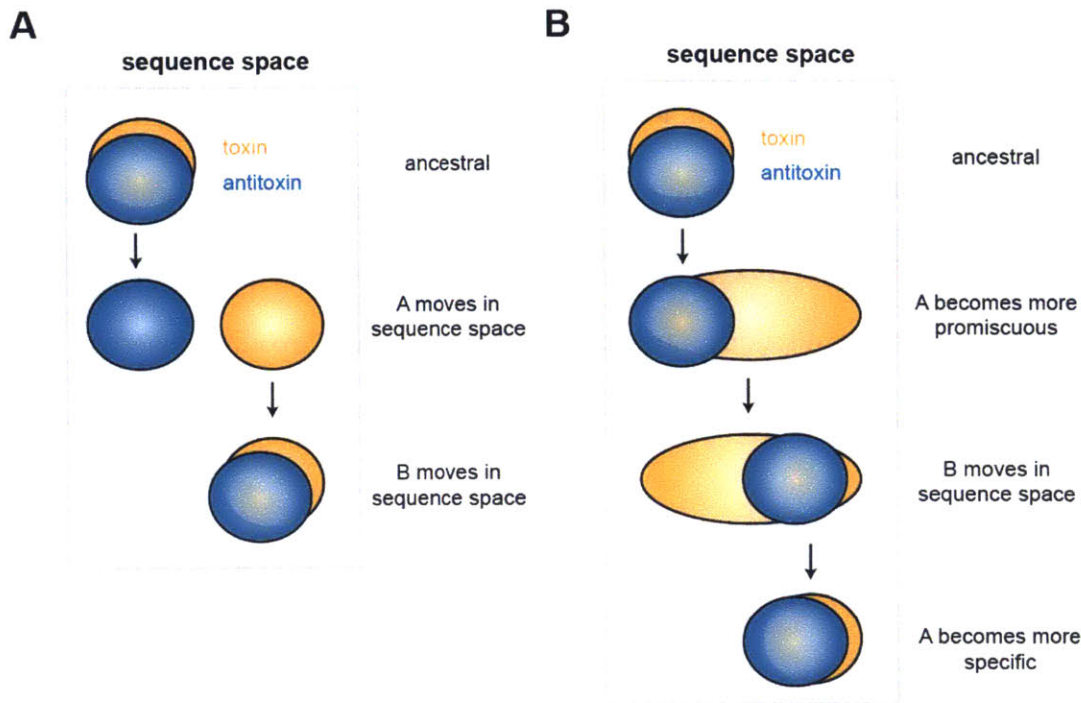 A
sequence space
toxin
antitoxin
ancestral
A moves in
sequence space
B moves in
sequence space
B
sequence space
toxin
antitoxin
ancestral
A becomes more
promiscuous
B moves in
sequence space
A becomes more
specific